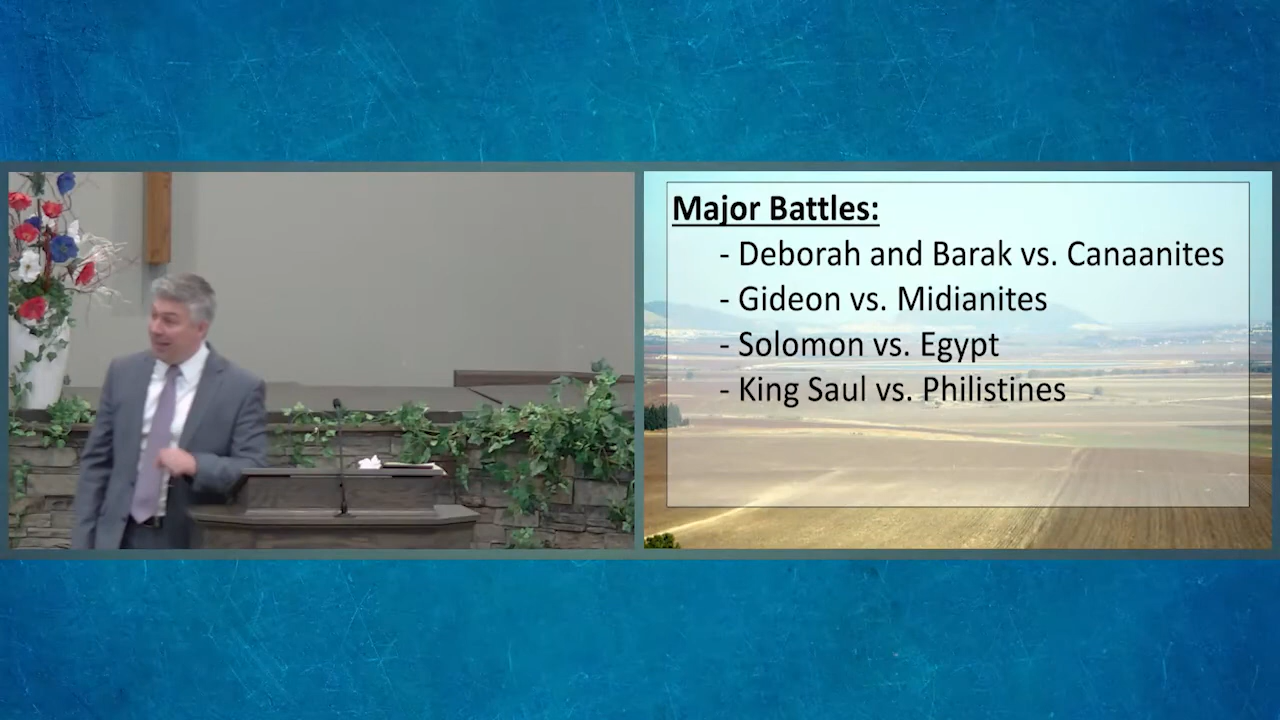 Major Battles:
- Deborah and Barak vs. Canaanites
- Gideon vs. Midianites
- Solomon vs. Egypt
- King Saul vs. Philistines